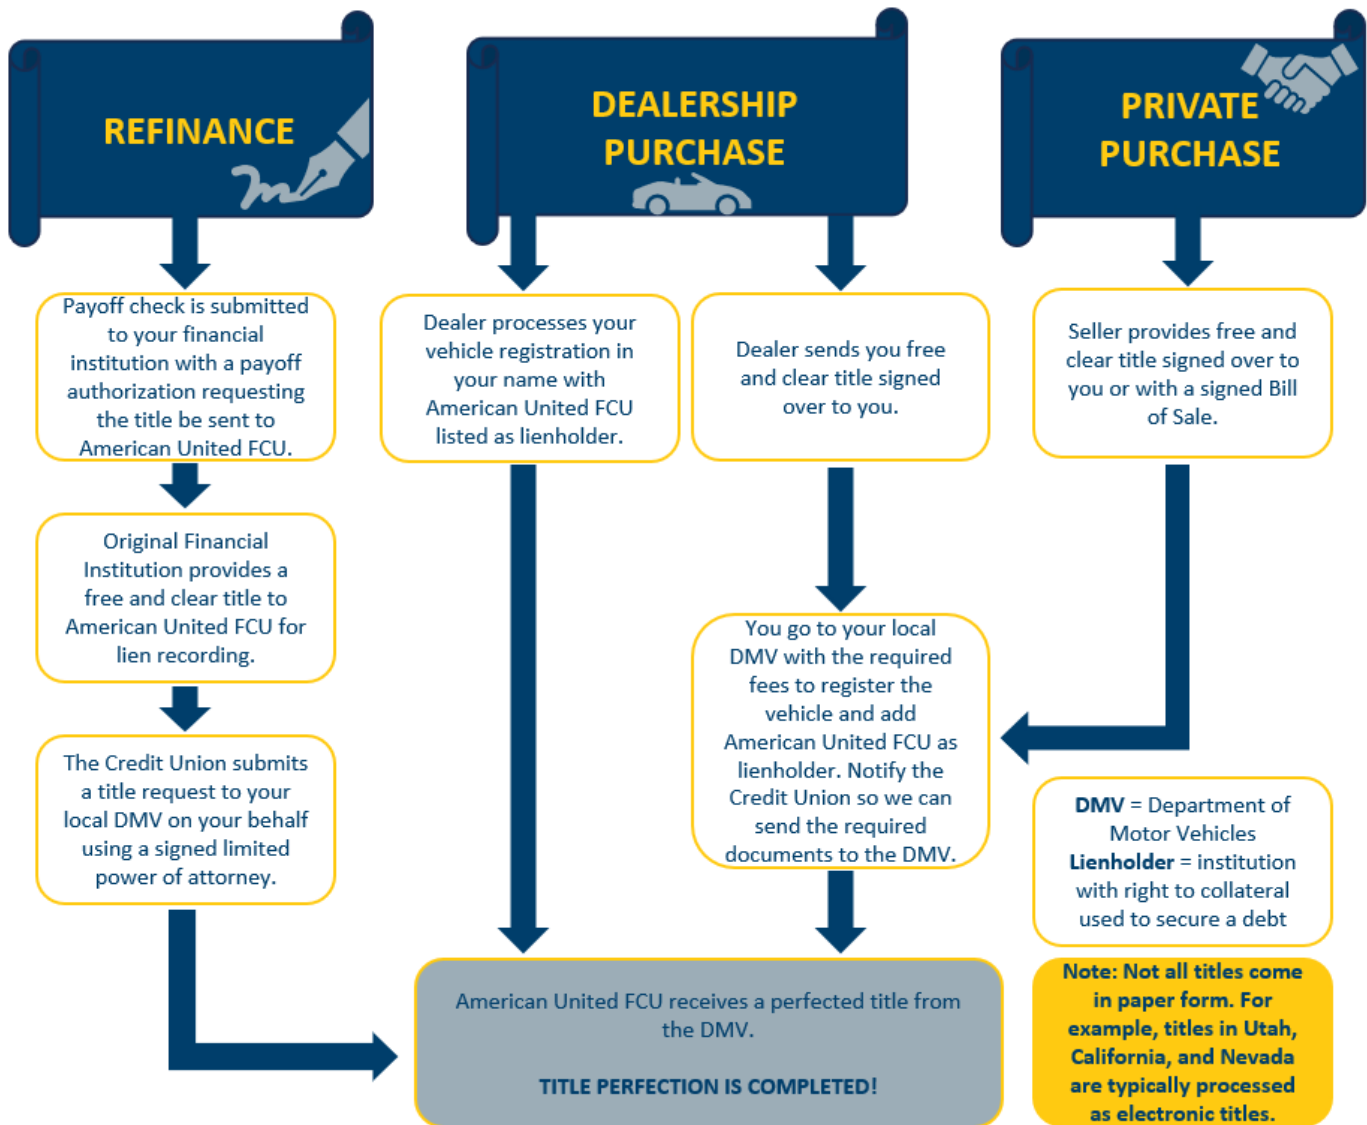 REFINANCE
DEALERSHIP
PURCHASE
PRIVATE
PURCHASE
Payoff check is submitted
to your financial
institution with a payoff
authorization requesting
the title be sent to
American United FCU.
Original Financial
Institution provides a
free and clear title to
American United FCU for
lien recording.
The Credit Union submits
a title request to your
local DMV on your behalf
using a signed limited
power of attorney.
Dealer processes your
vehicle registration in
your name with
American United FCU
listed as lienholder.
Dealer sends you free
and clear title signed
over to you.
You go to your local
DMV with the required
fees to register the
vehicle and add
American United FCU as
lienholder. Notify the
Credit Union so we can
send the required
documents to the DMV.
Seller provides free and
clear title signed over to
you or with a signed Bill
of Sale.
DMV = Department of
Motor Vehicles
Lienholder = institution
with right to collateral
used to secure a debt
American United FCU receives a perfected title from
the DMV.
TITLE PERFECTION IS COMPLETED!
Note: Not all titles come
in paper form. For
example, titles in Utah,
California, and Nevada
are typically processed
as electronic titles.